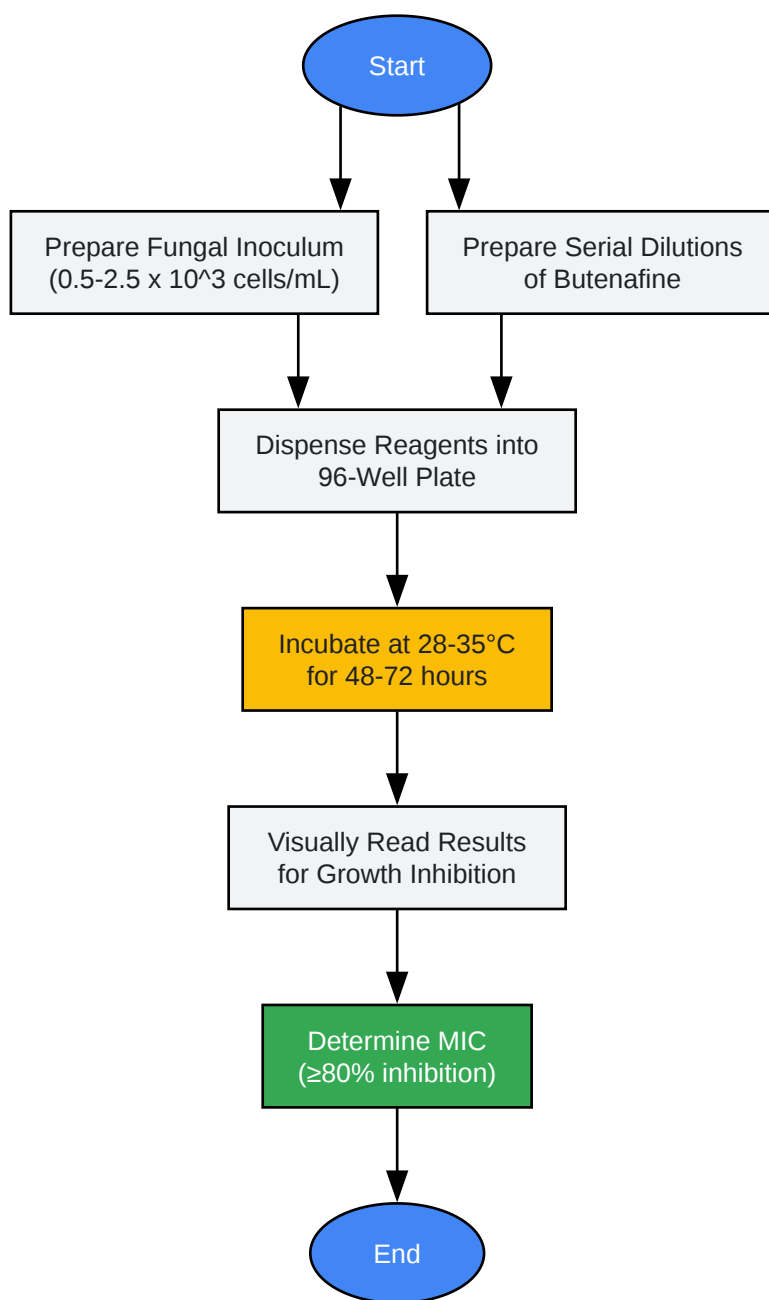 Start
Prepare Fungal Inoculum
(0.5-2.5 x 10^3 cells/mL)
Prepare Serial Dilutions
of Butenafine
Dispense Reagents into
96-Well Plate
Incubate at 28-35°C
for 48-72 hours
Visually Read Results
for Growth Inhibition
Determine MIC
(≥80% inhibition)
End